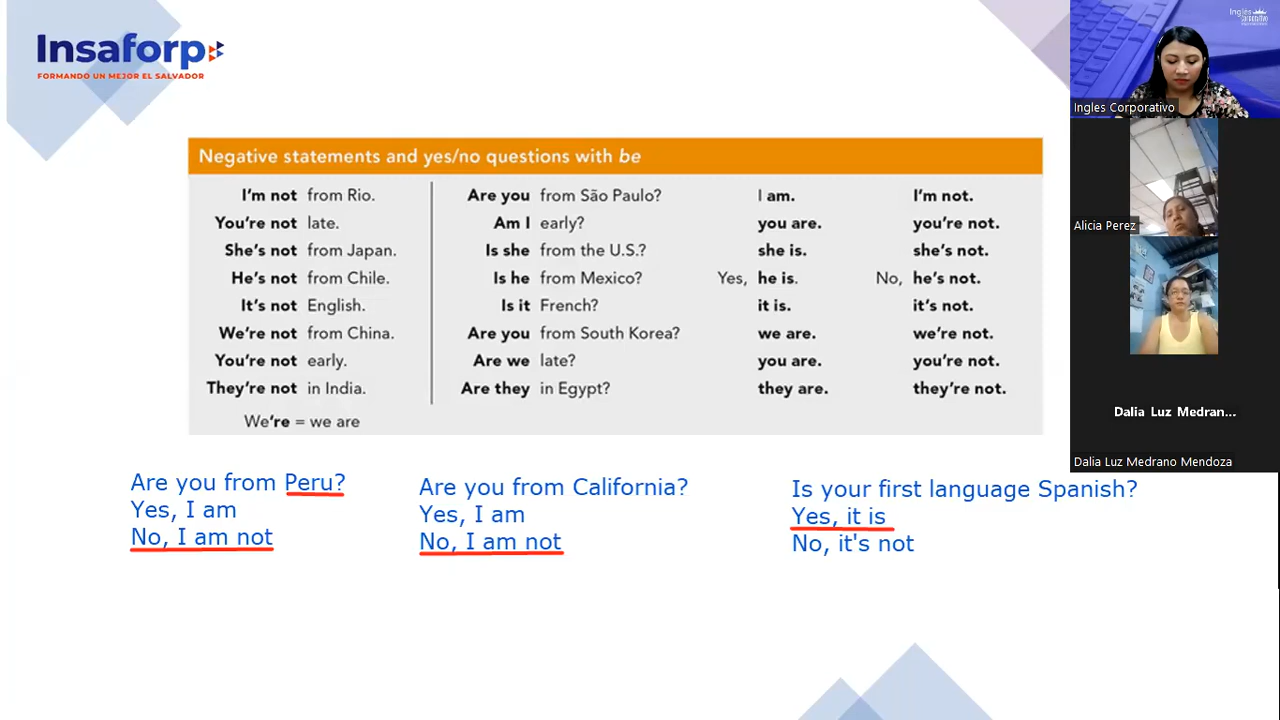 Insaforp
FORMANDO UN MEJOR EL SALVADOR
Negative statements and yes/no questions with be
I'm not from Rio.
You're not late.
She's not from Japan.
He's not from Chile.
It's not English.
We're not from China.
You're not early.
They're not in India.
We're = we are
Are you from São Paulo?
Am I early?
Is she from the U.S.?
Is he from Mexico?
Is it French?
Are you from South Korea?
Are we late?
Are they in Egypt?
I am.
you are.
she is.
Yes, he is.
it is.
we are.
you are.
they are.
I'm not.
you're not.
she's not.
No, he's not.
it's not.
we're not.
you're not.
they're not.
Are you from Peru?
Yes, I am
No, I am not
Are you from California?
Yes, I am
No, I am not
Is your first language Spanish?
Yes, it is
No, it's not
Inglés
Ingles Corporativo
Alicia Perez
Dalia Luz Medran...
Dalia Luz Medrano Mendoza